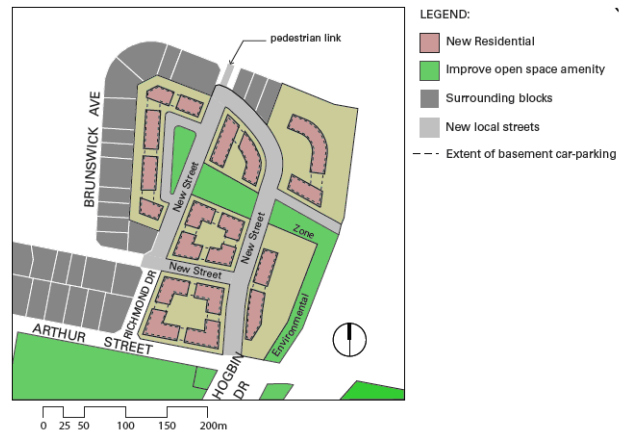 pedestrian link
BRUNSWICK AVE
New Street
Zone
New Street
New Street
RICHMOND DR
ARTHUR STREET
Environmental
HOGBIN DR
0 25 50 100 150 200m
LEGEND:
New Residential
Improve open space amenity
Surrounding blocks
New local streets
Extent of basement car-parking